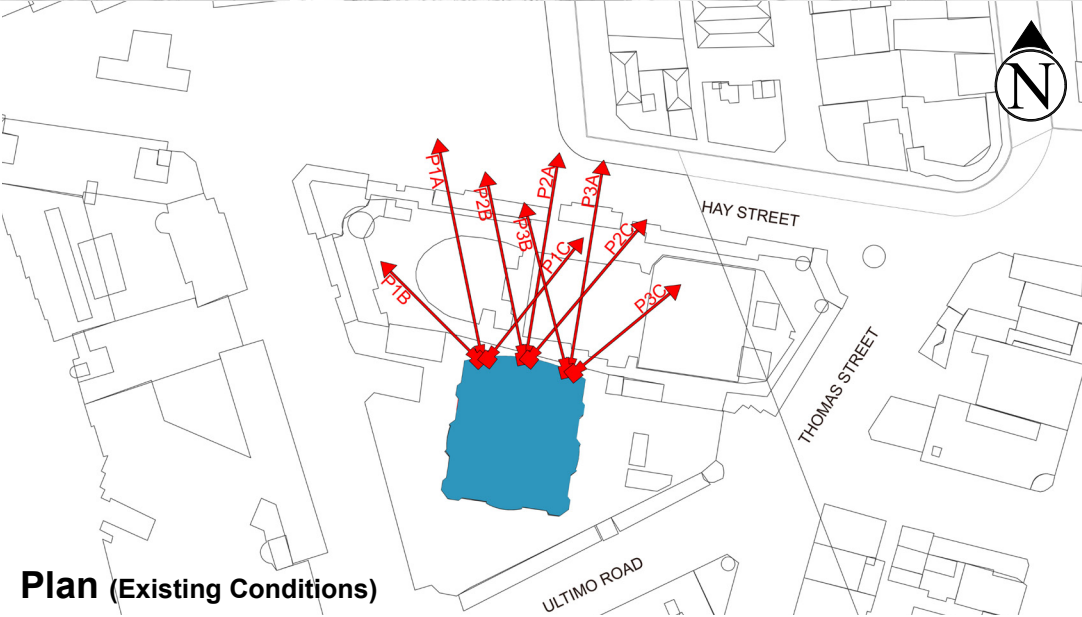 N
P1A
P2B
P2A
P3A
P3B
P1C
P2C
P1B
P3C
HAY STREET
THOMAS STREET
ULTIMO ROAD
Plan (Existing Conditions)